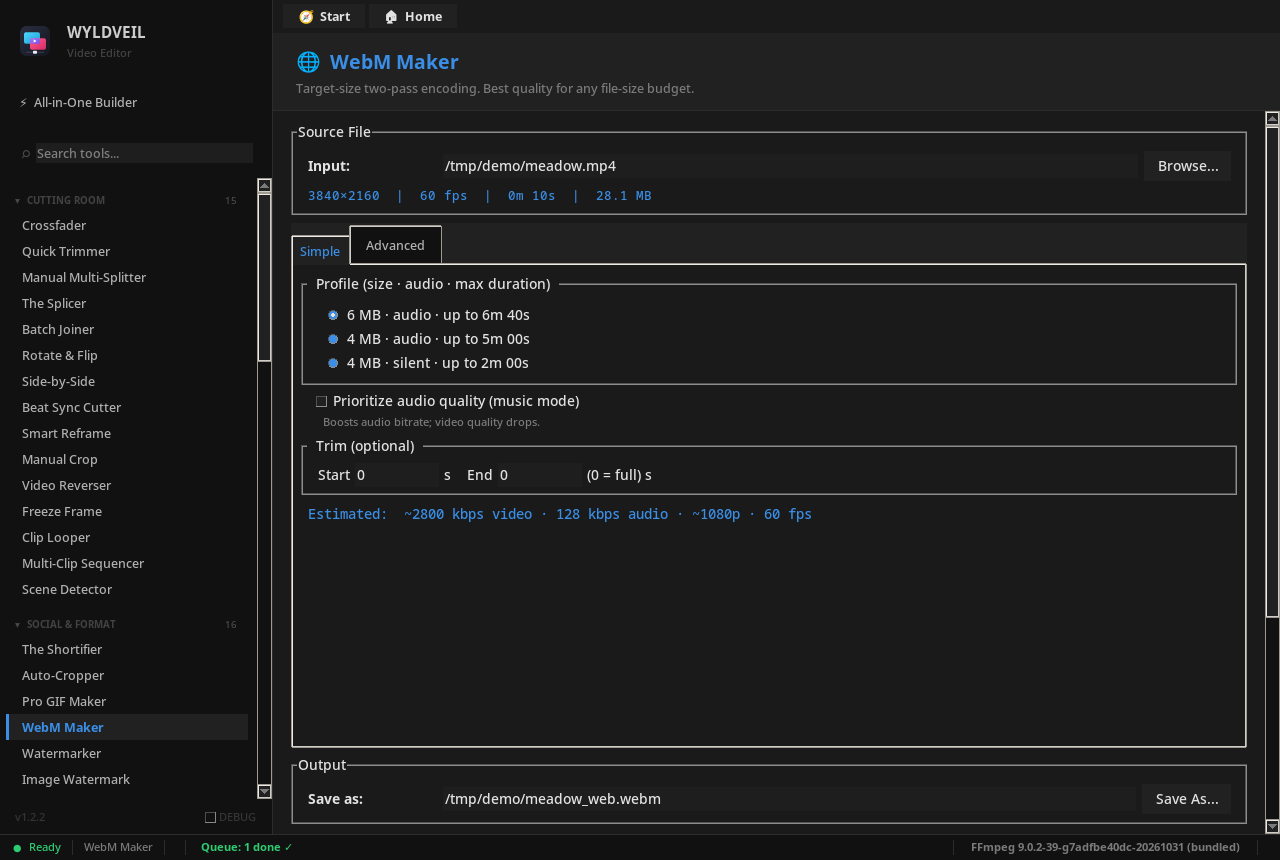 WYLDVEIL
Video Editor
⚡ All-in-One Builder
Search tools...
▾ CUTTING ROOM 15
Crossfader
Quick Trimmer
Manual Multi-Splitter
The Splicer
Batch Joiner
Rotate & Flip
Side-by-Side
Beat Sync Cutter
Smart Reframe
Manual Crop
Video Reverser
Freeze Frame
Clip Looper
Multi-Clip Sequencer
Scene Detector
▾ SOCIAL & FORMAT 16
The Shortifier
Auto-Cropper
Pro GIF Maker
WebM Maker
Watermarker
Image Watermark
v1.2.2 DEBUG
🧭 Start 🏠 Home
🌐 WebM Maker
Target-size two-pass encoding. Best quality for any file-size budget.
Source File
Input: /tmp/demo/meadow.mp4 Browse...
3840×2160 | 60 fps | 0m 10s | 28.1 MB
Simple Advanced
Profile (size · audio · max duration)
6 MB · audio · up to 6m 40s
4 MB · audio · up to 5m 00s
4 MB · silent · up to 2m 00s
Prioritize audio quality (music mode)
Boosts audio bitrate; video quality drops.
Trim (optional)
Start 0 s End 0 (0 = full) s
Estimated: ~2800 kbps video · 128 kbps audio · ~1080p · 60 fps
Output
Save as: /tmp/demo/meadow_web.webm Save As...
● Ready WebM Maker Queue: 1 done ✓ FFmpeg 9.0.2-39-g7adfbe40dc-20261031 (bundled)